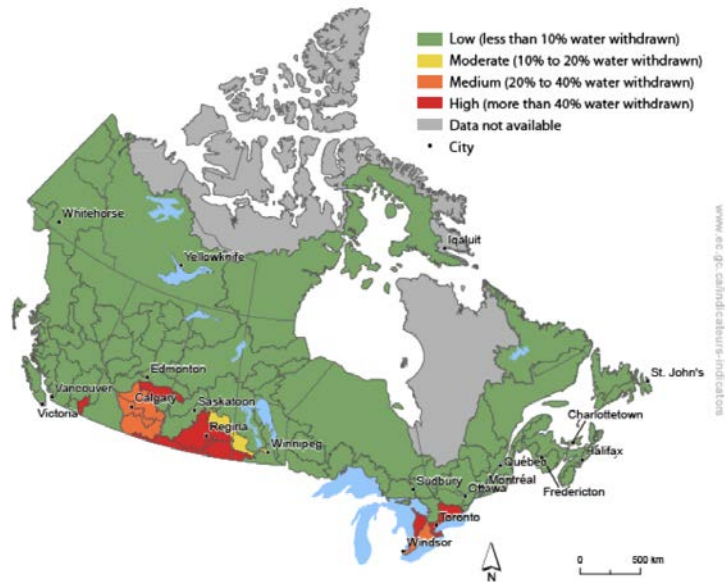 Low (less than 10% water withdrawn)
Moderate (10% to 20% water withdrawn)
Medium (20% to 40% water withdrawn)
High (more than 40% water withdrawn)
Data not available
City
www.ec.gc.ca/indicateurs-indicators
Whitehorse
Iqaluit
Yellowknife
Edmonton
St. John's
Vancouver
Calgary
Saskatoon
Charlottetown
Victoria
Regina
Winnipeg
Halifax
Québec
Sudbury
Montréal
Ottawa
Fredericton
Toronto
Windsor
N
0 500 km